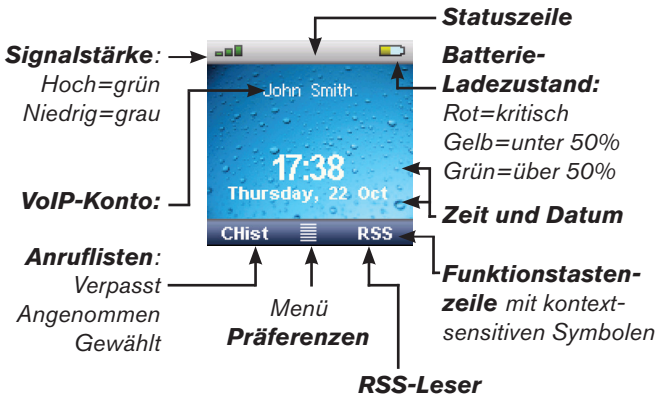 Statuszeile
Signalstärke:
Hoch=grün
Niedrig=grau
Batterie-
Ladezustand:
Rot=kritisch
Gelb=unter 50%
Grün=über 50%
John Smith
17:38
Thursday, 22 Oct
VoIP-Konto:
Zeit und Datum
CHist
RSS
Anruflisten:
Verpasst
Angenommen
Gewählt
Menü
Präferenzen
Funktionstasten-
zeile mit kontext-
sensitiven Symbolen
RSS-Leser